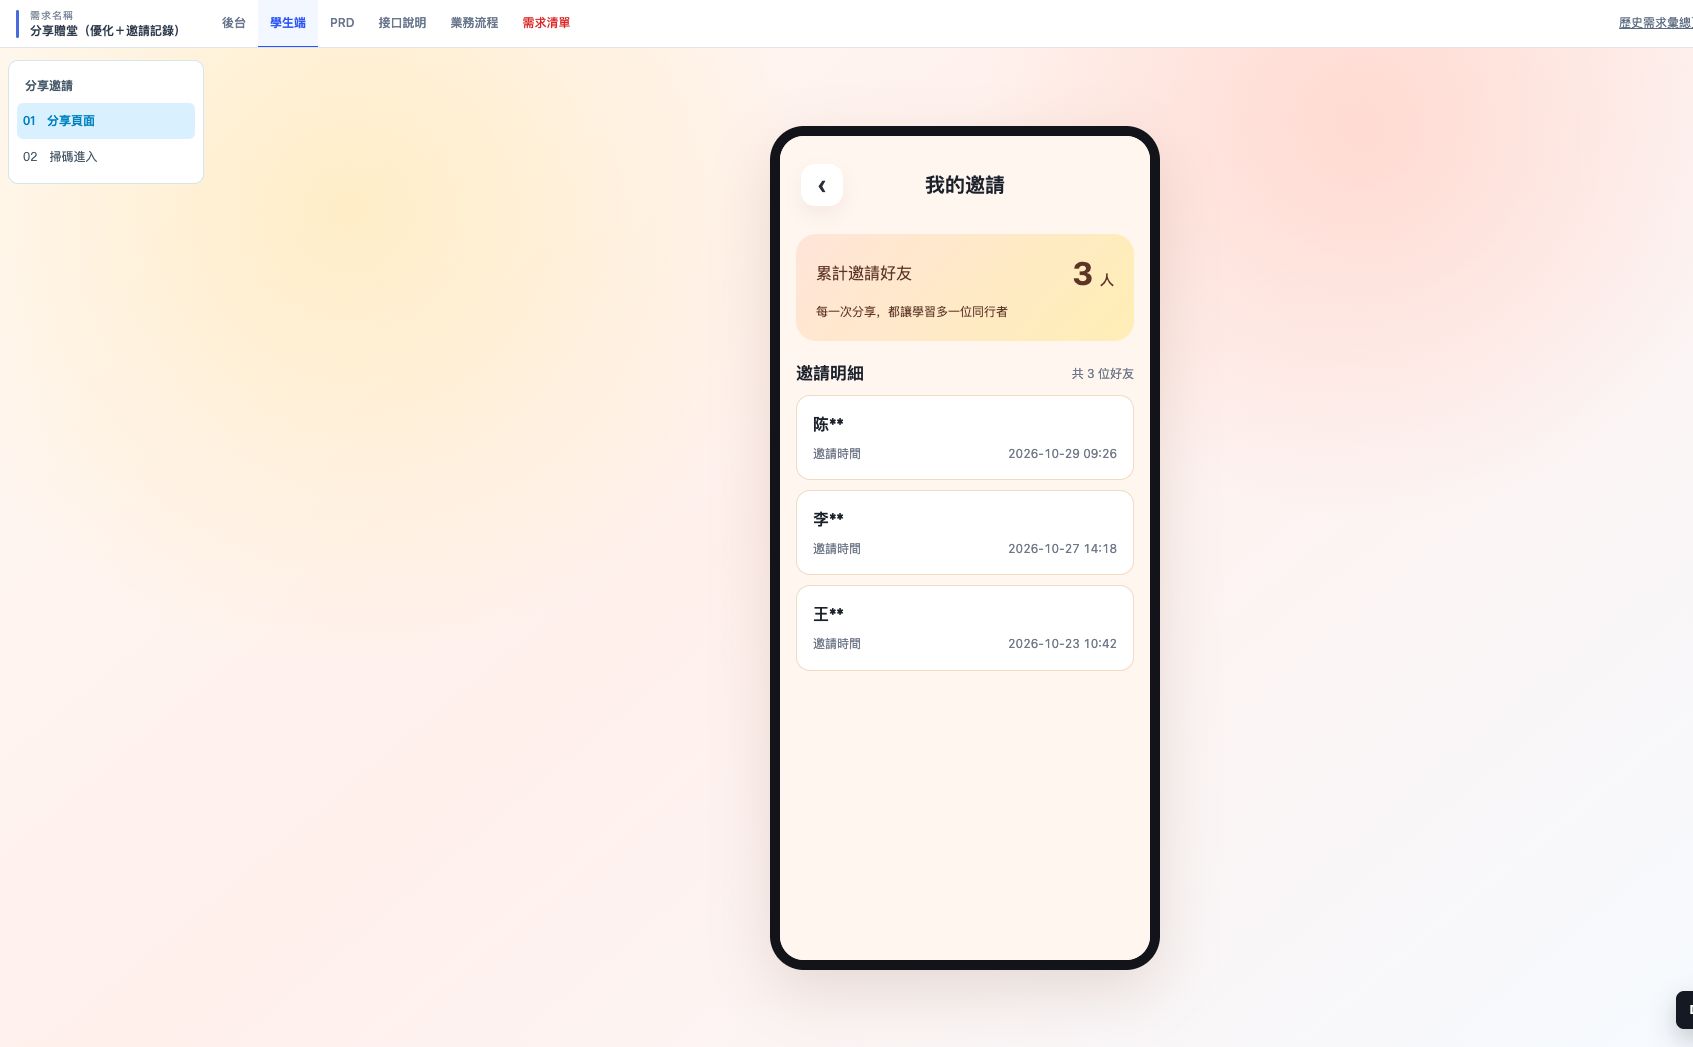 需求名稱
分享贈堂（優化＋邀請記錄）
後台
學生端
PRD
接口說明
業務流程
需求清單
歷史需求彙總
分享邀請
01 分享頁面
02 掃碼進入
我的邀請
累計邀請好友
3 人
每一次分享，都讓學習多一位同行者
邀請明細
共 3 位好友
陈**
邀請時間
2026-10-29 09:26
李**
邀請時間
2026-10-27 14:18
王**
邀請時間
2026-10-23 10:42